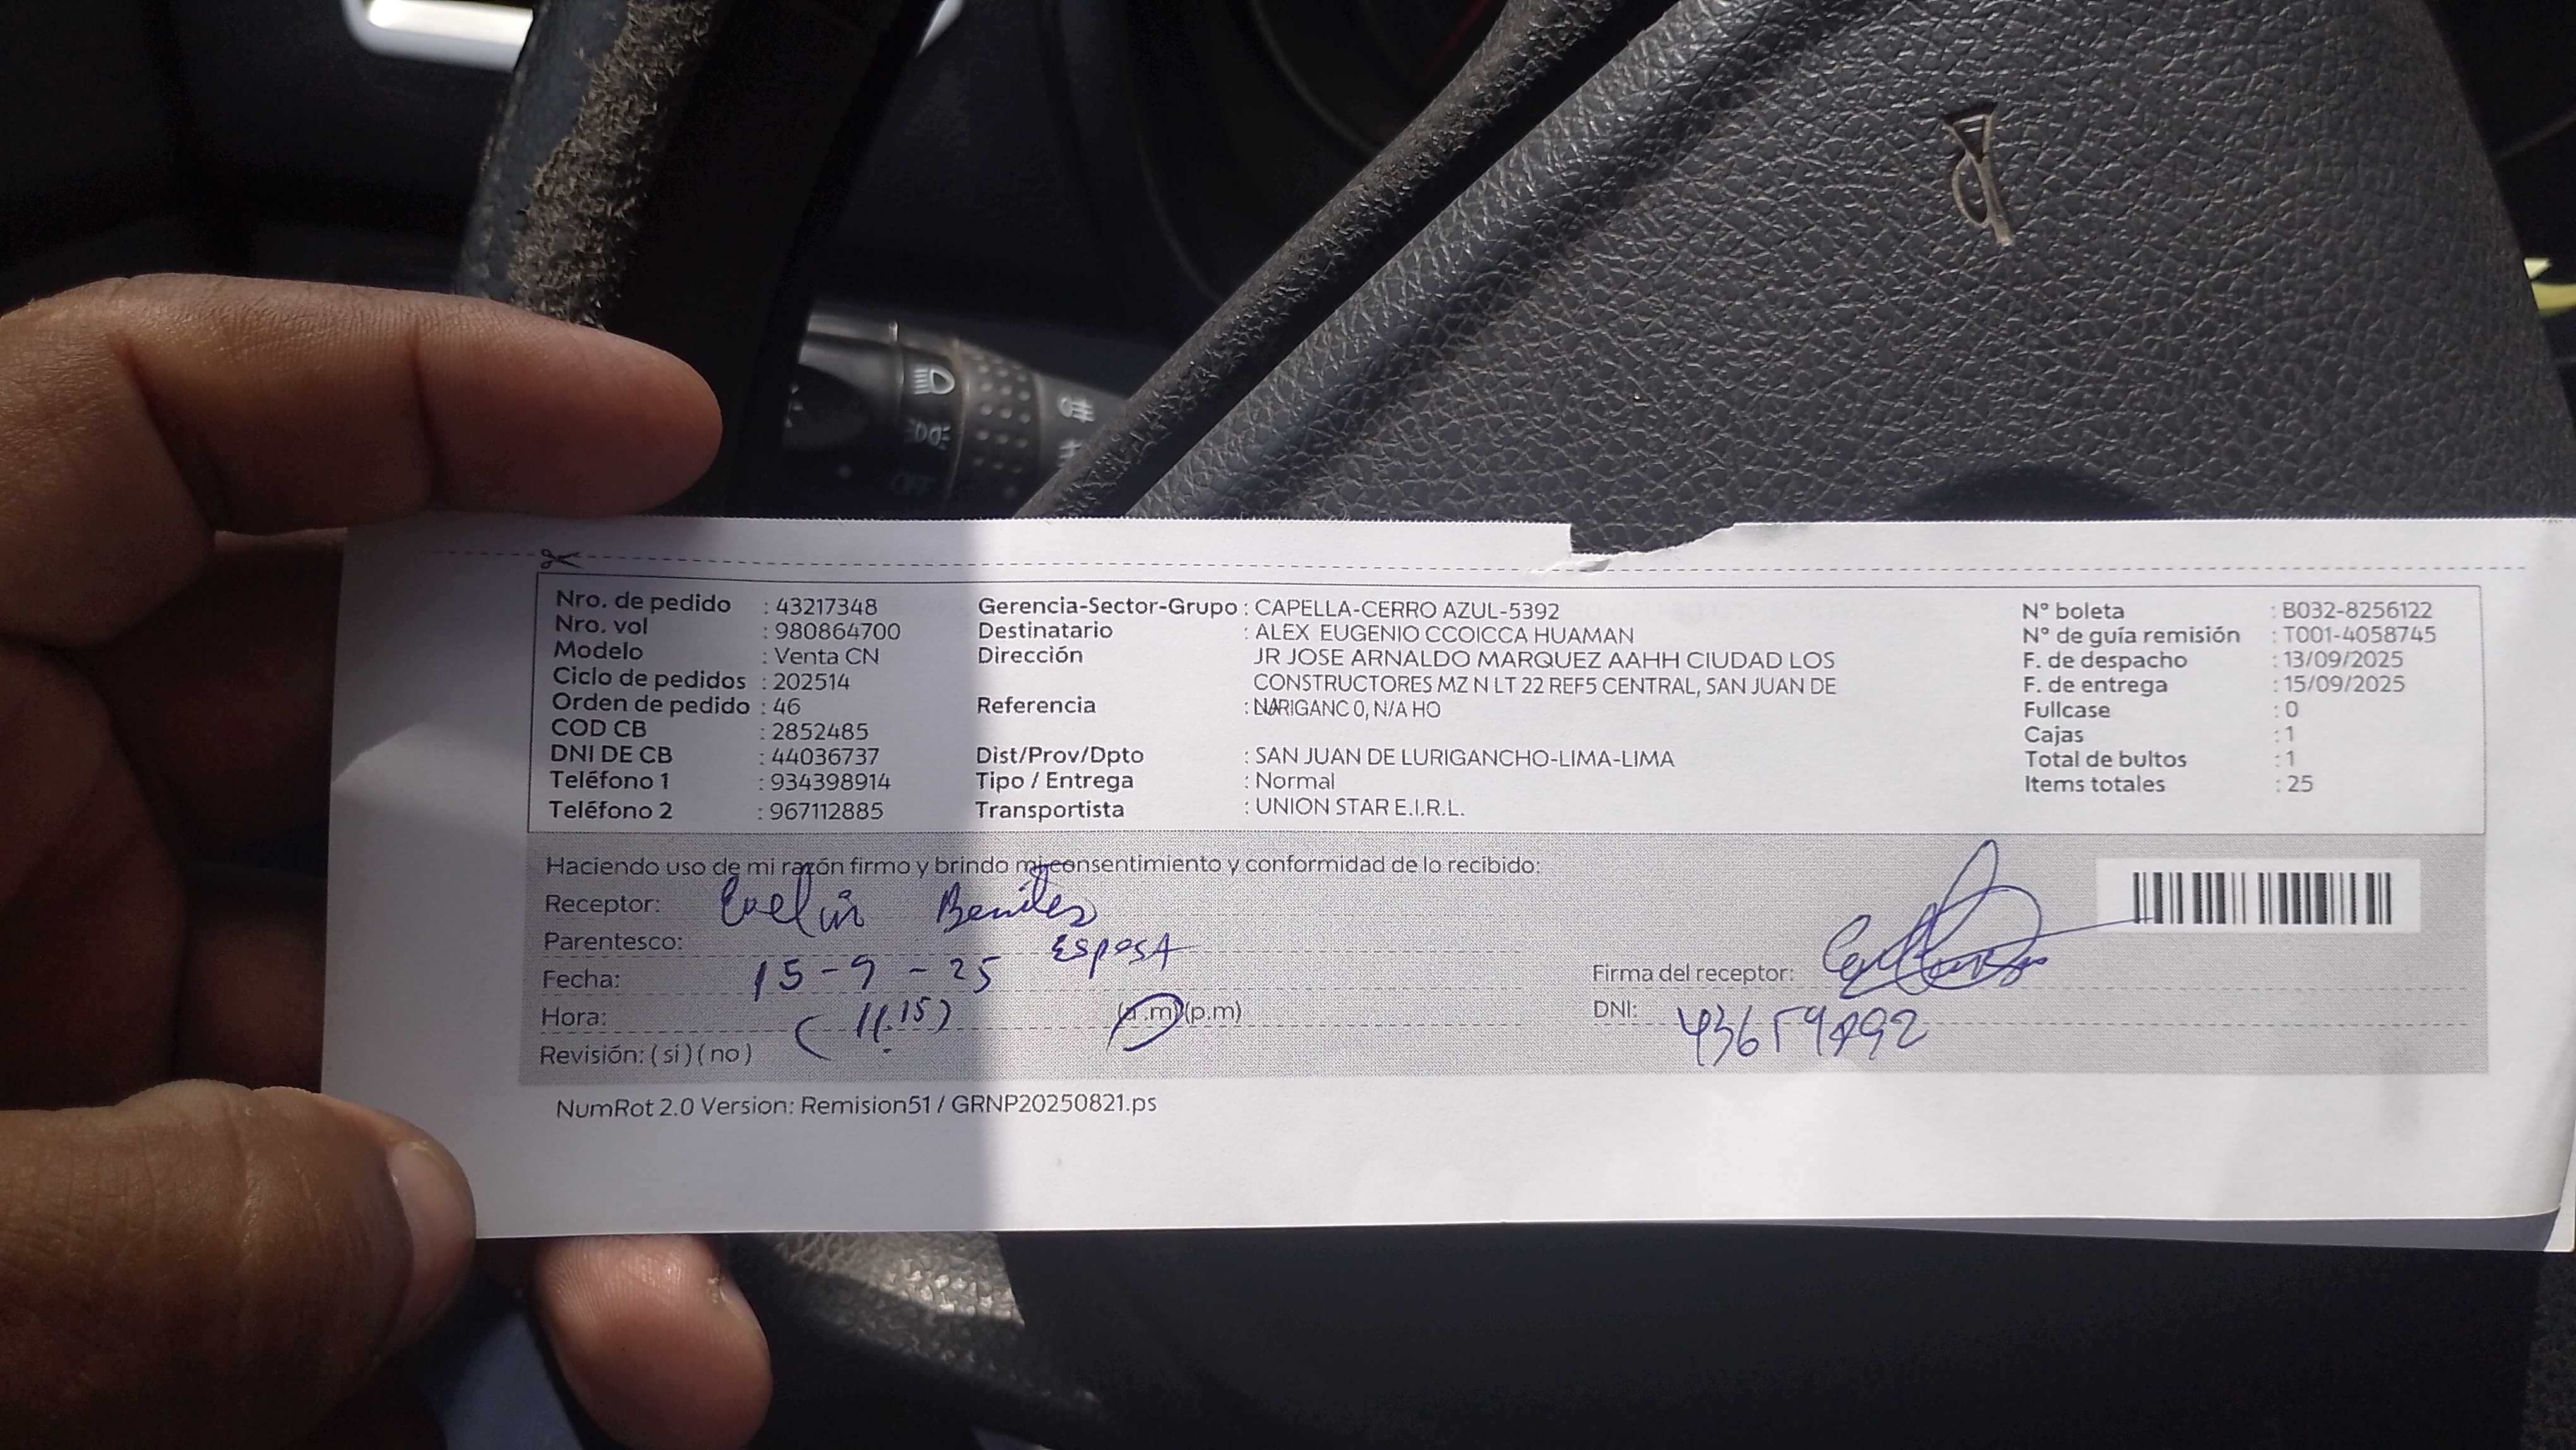 OFF
Nro. de pedido : 43217348
Nro. vol : 980864700
Modelo : Venta CN
Ciclo de pedidos : 202514
Orden de pedido : 46
COD CB : 2852485
DNI DE CB : 44036737
Teléfono 1 : 934398914
Teléfono 2 : 967112885
Gerencia-Sector-Grupo : CAPELLA-CERRO AZUL-5392
Destinatario : ALEX EUGENIO CCOICCA HUAMAN
Dirección JR JOSE ARNALDO MARQUEZ AAHH CIUDAD LOS
CONSTRUCTORES MZ N LT 22 REF5 CENTRAL, SAN JUAN DE
Referencia : RIGANC 0, N/A HO
Dist/Prov/Dpto : SAN JUAN DE LURIGANCHO-LIMA-LIMA
Tipo / Entrega : Normal
Transportista : UNION STAR E.I.R.L.
N° boleta : B032-8256122
N° de guía remisión : T001-4058745
F. de despacho : 13/09/2025
F. de entrega : 15/09/2025
Fullcase : 0
Cajas : 1
Total de bultos : 1
Items totales : 25
Haciendo uso de mi razón firmo y brindo mi consentimiento y conformidad de lo recibido:
Receptor: Evelin Benites
Parentesco: Esposa
Fecha: 15-9-25
Hora: (11:15) (a.m)(p.m)
Revisión: (si) (no)
Firma del receptor:
DNI:
NumRot 2.0 Version: Remision51 / GRNP20250821.ps